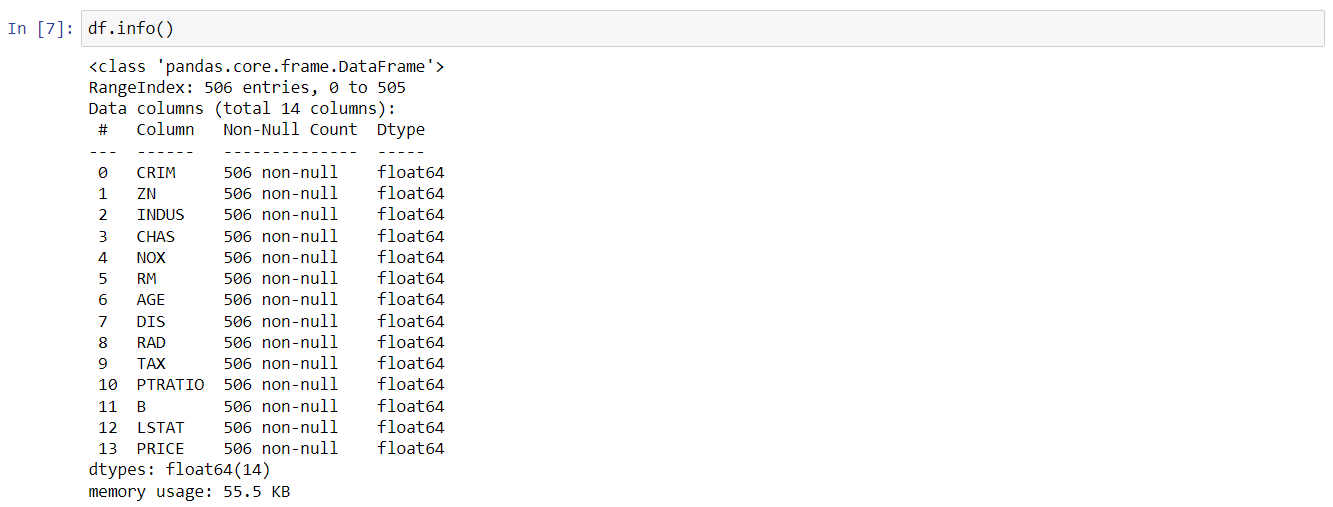 In [7]: df.info()
<class 'pandas.core.frame.DataFrame'>
RangeIndex: 506 entries, 0 to 505
Data columns (total 14 columns):
 #   Column   Non-Null Count  Dtype
---  ------   --------------  -----
 0   CRIM     506 non-null    float64
 1   ZN       506 non-null    float64
 2   INDUS    506 non-null    float64
 3   CHAS     506 non-null    float64
 4   NOX      506 non-null    float64
 5   RM       506 non-null    float64
 6   AGE      506 non-null    float64
 7   DIS      506 non-null    float64
 8   RAD      506 non-null    float64
 9   TAX      506 non-null    float64
 10  PTRATIO  506 non-null    float64
 11  B        506 non-null    float64
 12  LSTAT    506 non-null    float64
 13  PRICE    506 non-null    float64
dtypes: float64(14)
memory usage: 55.5 KB